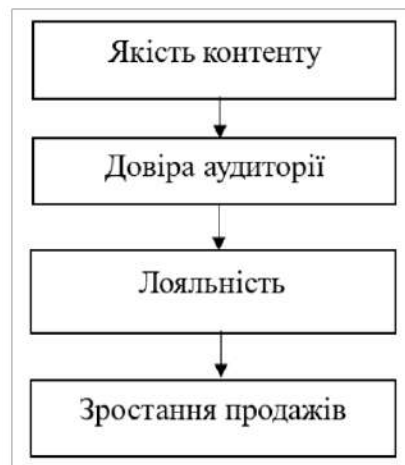 Якість контенту
Довіра аудиторії
Лояльність
Зростання продажів